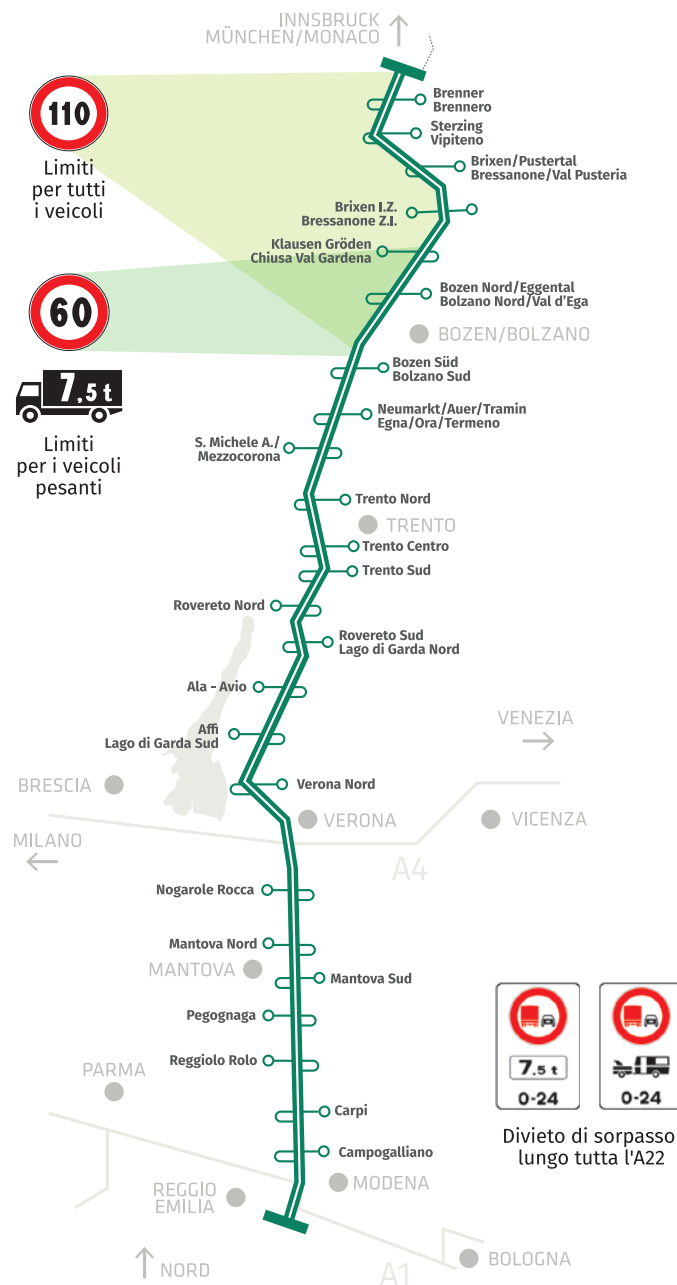 INNSBRUCK
MÜNCHEN/MONACO
110
Limiti
per tutti
i veicoli
Brenner
Brennero
Sterzing
Vipiteno
Brixen/Pustertal
Bressanone/Val Pusteria
Brixen I.Z.
Bressanone Z.I.
Klausen Gröden
Chiusa Val Gardena
60
7,5 t
Limiti
per i veicoli
pesanti
Bozen Nord/Eggental
Bolzano Nord/Val d'Ega
BOZEN/BOLZANO
Bozen Süd
Bolzano Sud
Neumarkt/Auer/Tramin
Egna/Ora/Termeno
S. Michele A./
Mezzocorona
Trento Nord
TRENTO
Trento Centro
Trento Sud
Rovereto Nord
Rovereto Sud
Lago di Garda Nord
Ala - Avio
Affi
Lago di Garda Sud
VENEZIA
BRESCIA
Verona Nord
VERONA
VICENZA
MILANO
A4
Nogarole Rocca
Mantova Nord
MANTOVA
Mantova Sud
Pegognaga
Reggiolo Rolo
PARMA
Carpi
Campogalliano
7.5 t
0-24
0-24
Divieto di sorpasso
lungo tutta l'A22
MODENA
REGGIO
EMILIA
NORD
A1
BOLOGNA